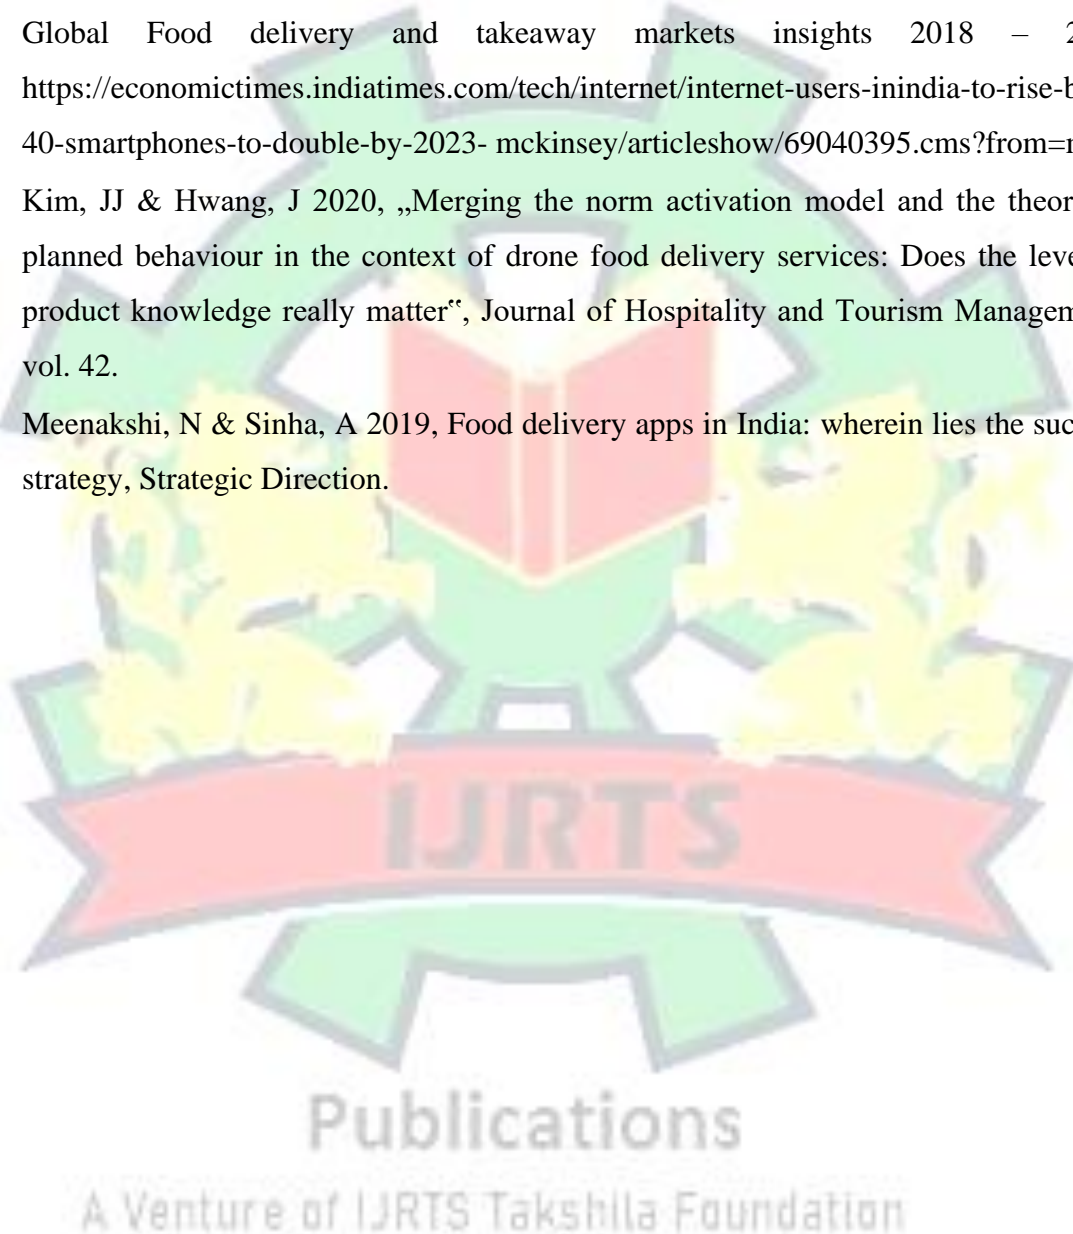 Global Food delivery and takeaway markets insights 2018 – 2
https://economictimes.indiatimes.com/tech/internet/internet-users-inindia-to-rise-b
40-smartphones-to-double-by-2023- mckinsey/articleshow/69040395.cms?from=
Kim, JJ & Hwang, J 2020, „Merging the norm activation model and the theor
planned behaviour in the context of drone food delivery services: Does the leve
product knowledge really matter‟, Journal of Hospitality and Tourism Managem
vol. 42.
Meenakshi, N & Sinha, A 2019, Food delivery apps in India: wherein lies the suc
strategy, Strategic Direction.
IJRTS
Publications
A Venture of IJRTS Takshila Foundation